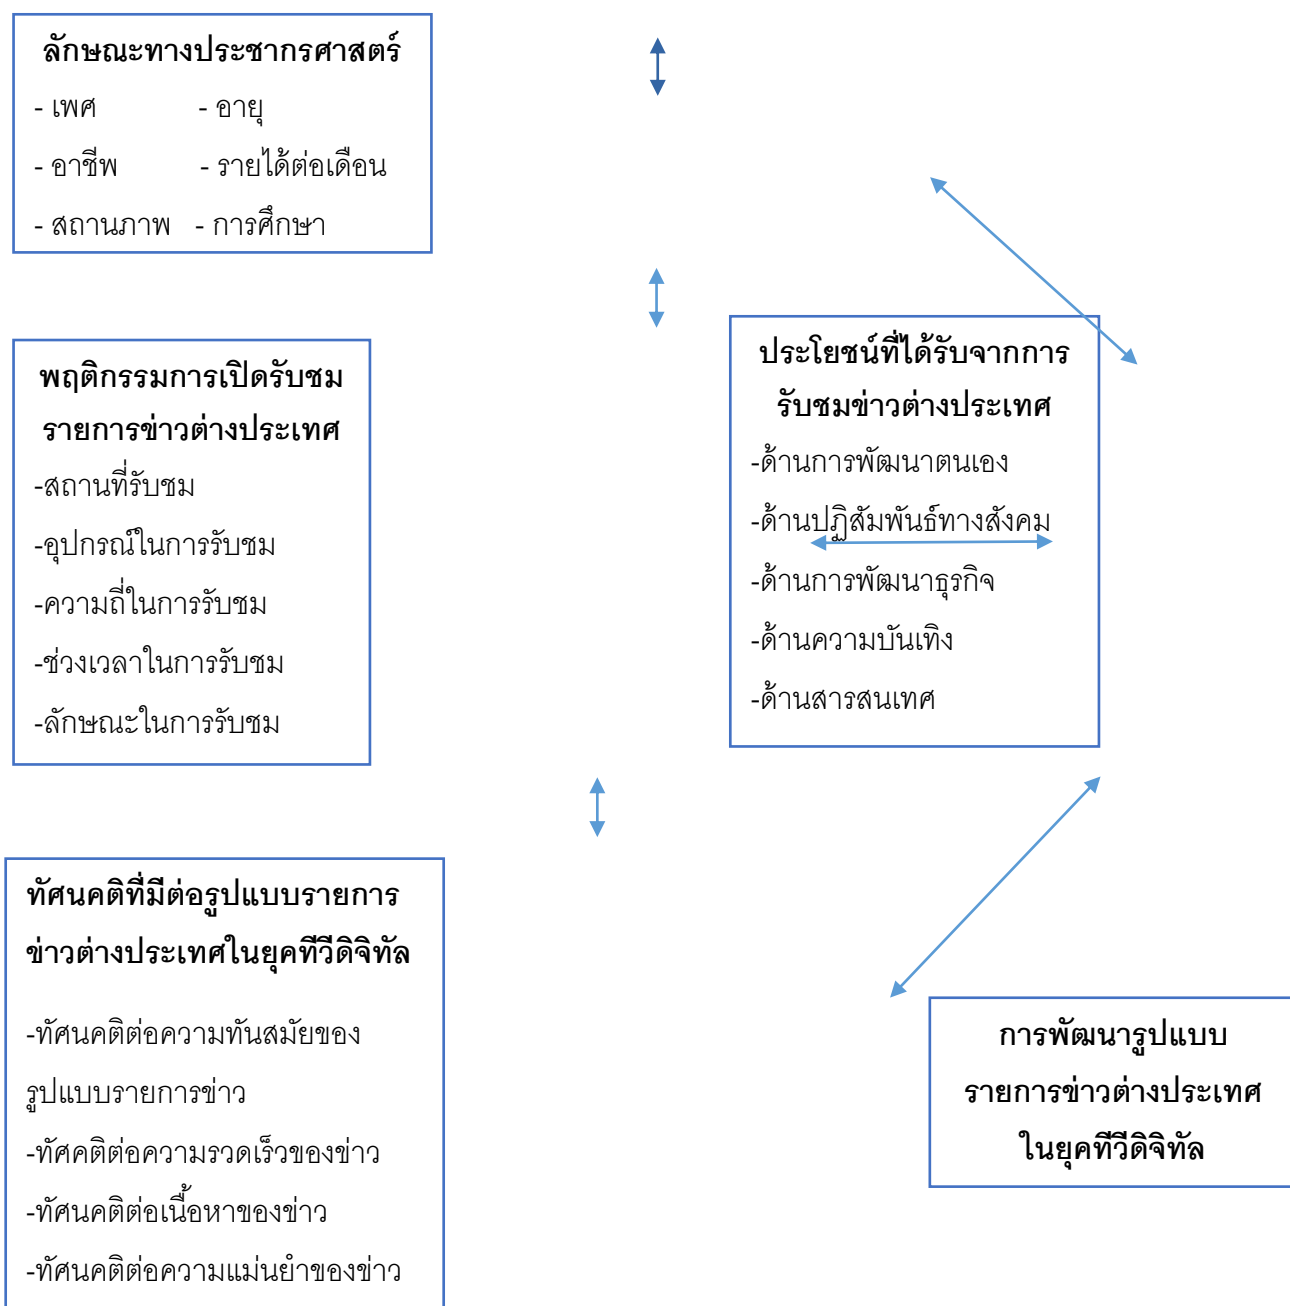 ลักษณะทางประชากรศาสตร์
- เพศ - อายุ
- อาชีพ - รายได้ต่อเดือน
- สถานภาพ - การศึกษา
พฤติกรรมการเปิดรับชม
รายการข่าวต่างประเทศ
-สถานที่รับชม
-อุปกรณ์ในการรับชม
-ความถี่ในการรับชม
-ช่วงเวลาในการรับชม
-ลักษณะในการรับชม
ประโยชน์ที่ได้รับจากการ
รับชมข่าวต่างประเทศ
-ด้านการพัฒนาตนเอง
-ด้านปฏิสัมพันธ์ทางสังคม
-ด้านการพัฒนาธุรกิจ
-ด้านความบันเทิง
-ด้านสารสนเทศ
ทัศนคติที่มีต่อรูปแบบรายการ
ข่าวต่างประเทศในยุคทีวีดิจิทัล
-ทัศนคติต่อความทันสมัยของ
รูปแบบรายการข่าว
-ทัศคติต่อความรวดเร็วของข่าว
-ทัศนคติต่อเนื้อหาของข่าว
-ทัศนคติต่อความแม่นยำของข่าว
การพัฒนารูปแบบ
รายการข่าวต่างประเทศ
ในยุคทีวีดิจิทัล